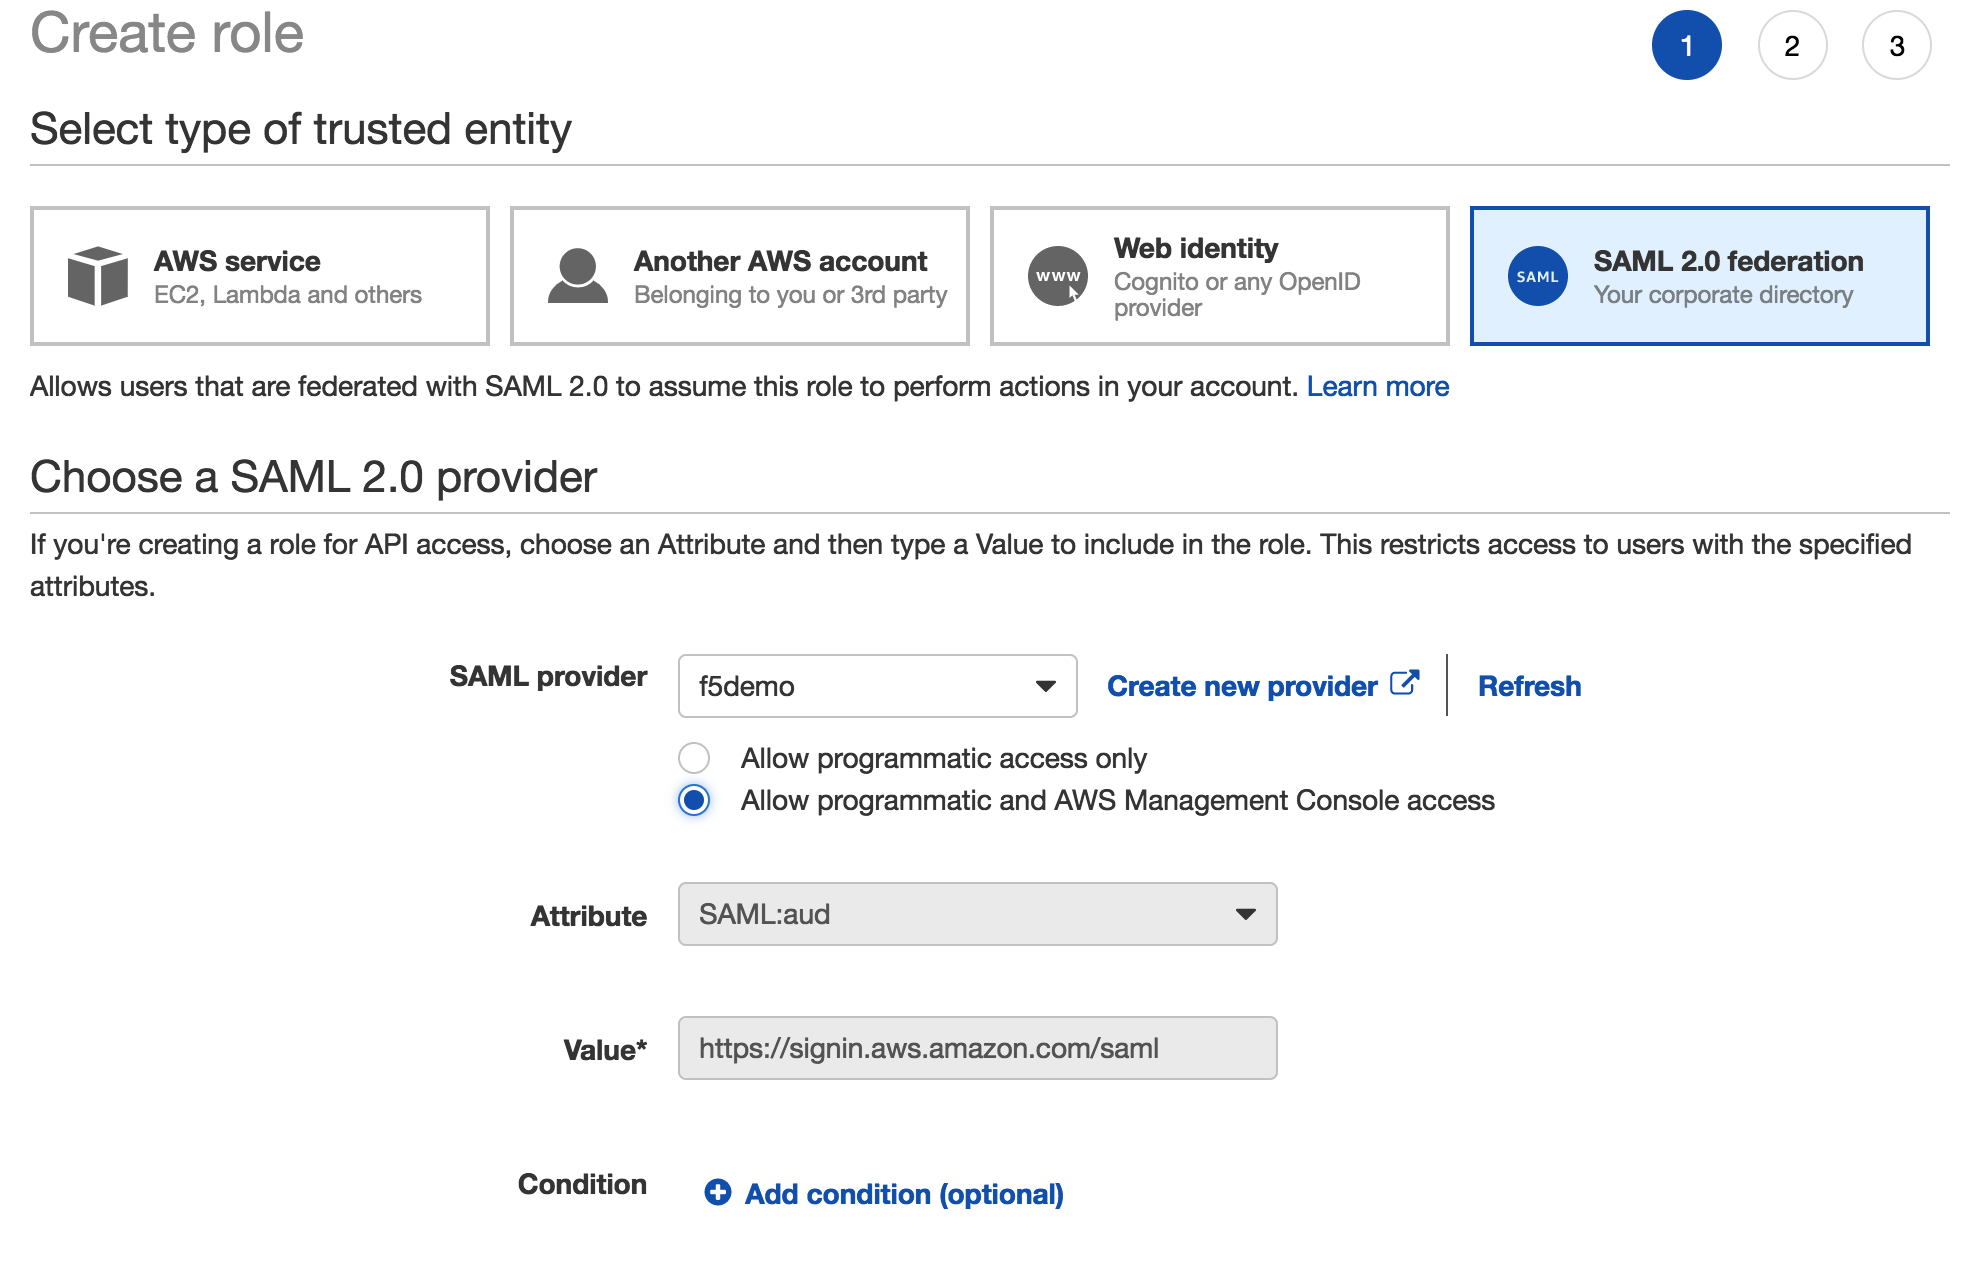 Create role
1 2 3
Select type of trusted entity
AWS service
EC2, Lambda and others
Another AWS account
Belonging to you or 3rd party
www
Web identity
Cognito or any OpenID
provider
SAML
SAML 2.0 federation
Your corporate directory
Allows users that are federated with SAML 2.0 to assume this role to perform actions in your account. Learn more
Choose a SAML 2.0 provider
If you're creating a role for API access, choose an Attribute and then type a Value to include in the role. This restricts access to users with the specified
attributes.
SAML provider f5demo Create new provider Refresh
Allow programmatic access only
Allow programmatic and AWS Management Console access
Attribute SAML:aud
Value* https://signin.aws.amazon.com/saml
Condition Add condition (optional)